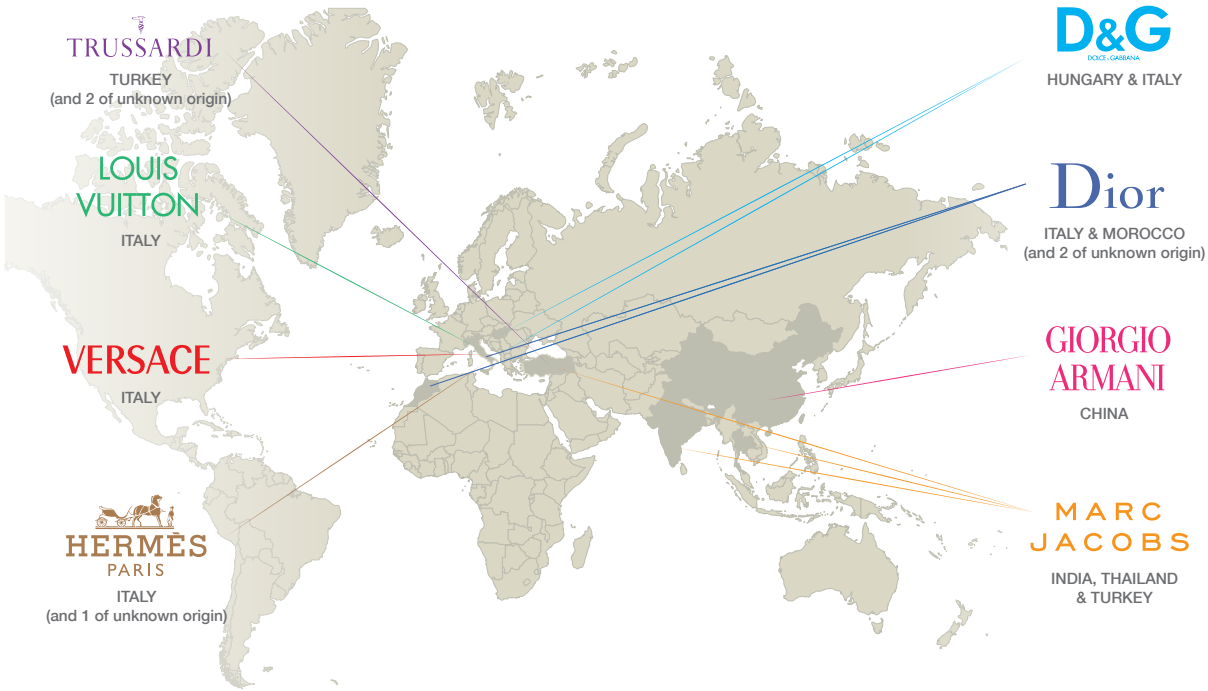 TRUSSARDI
TURKEY
(and 2 of unknown origin)
LOUIS
VUITTON
ITALY
VERSACE
ITALY
HERMÈS
PARIS
ITALY
(and 1 of unknown origin)
D&G
DOLCE & GABBANA
HUNGARY & ITALY
Dior
ITALY & MOROCCO
(and 2 of unknown origin)
GIORGIO
ARMANI
CHINA
MARC
JACOBS
INDIA, THAILAND
& TURKEY